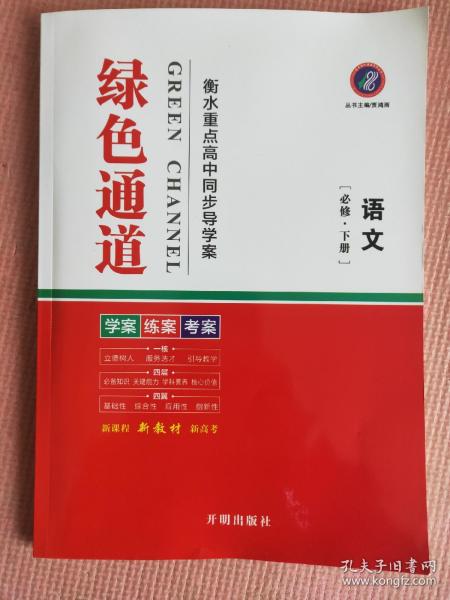 绿色通道
GREEN CHANNEL
衡水重点高中同步导学案
丛书主编/贾鸿雁
语文
[必修·下册]
学案 练案 考案
一核
立德树人 服务选才 引导教学
四层
必备知识 关键能力 学科素养 核心价值
四翼
基础性 综合性 应用性 创新性
新课程 新教材 新高考
开明出版社
孔夫子旧书网
www.kongfz.com